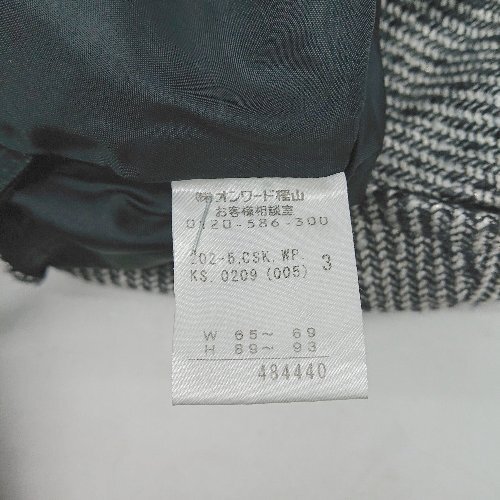 ㈱オンワード樫山
お客様相談室
0120-586-300
202-5.CSK.WP.
KS.0209(005) 3
W 65〜 69
H 89〜 93
484440